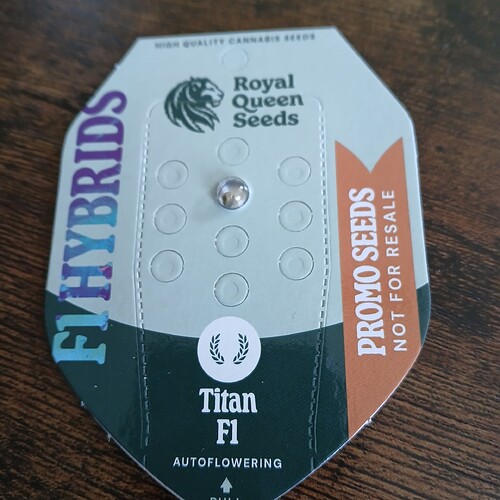 HIGH QUALITY CANNABIS SEEDS
Royal
Queen
Seeds
F1 HYBRIDS
PROMO SEEDS
NOT FOR RESALE
Titan
F1
AUTOFLOWERING